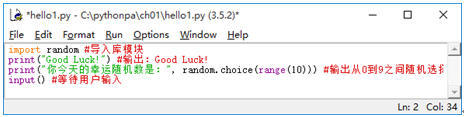 *hello1.py - C:\pythonpa\ch01\hello1.py (3.5.2)*
File Edit Format Run Options Window Help
import random #导入库模块
print("Good Luck!") #输出：Good Luck!
print("你今天的幸运随机数是：", random.choice(range(10))) #输出从0到9之间随机选择
input() #等待用户输入
Ln: 2 Col: 34